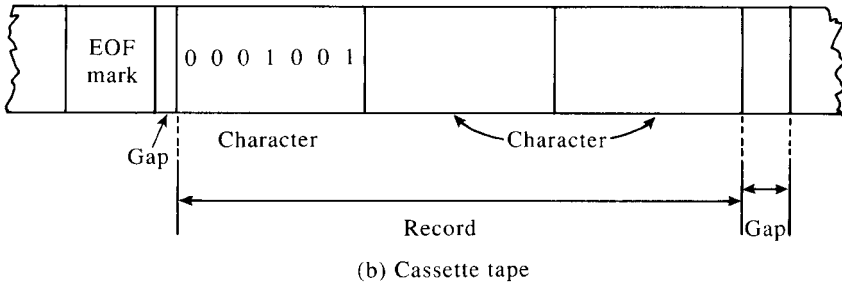 EOF
mark
0 0 0 1 0 0 1
Gap
Character
Character
Record
Gap
(b) Cassette tape